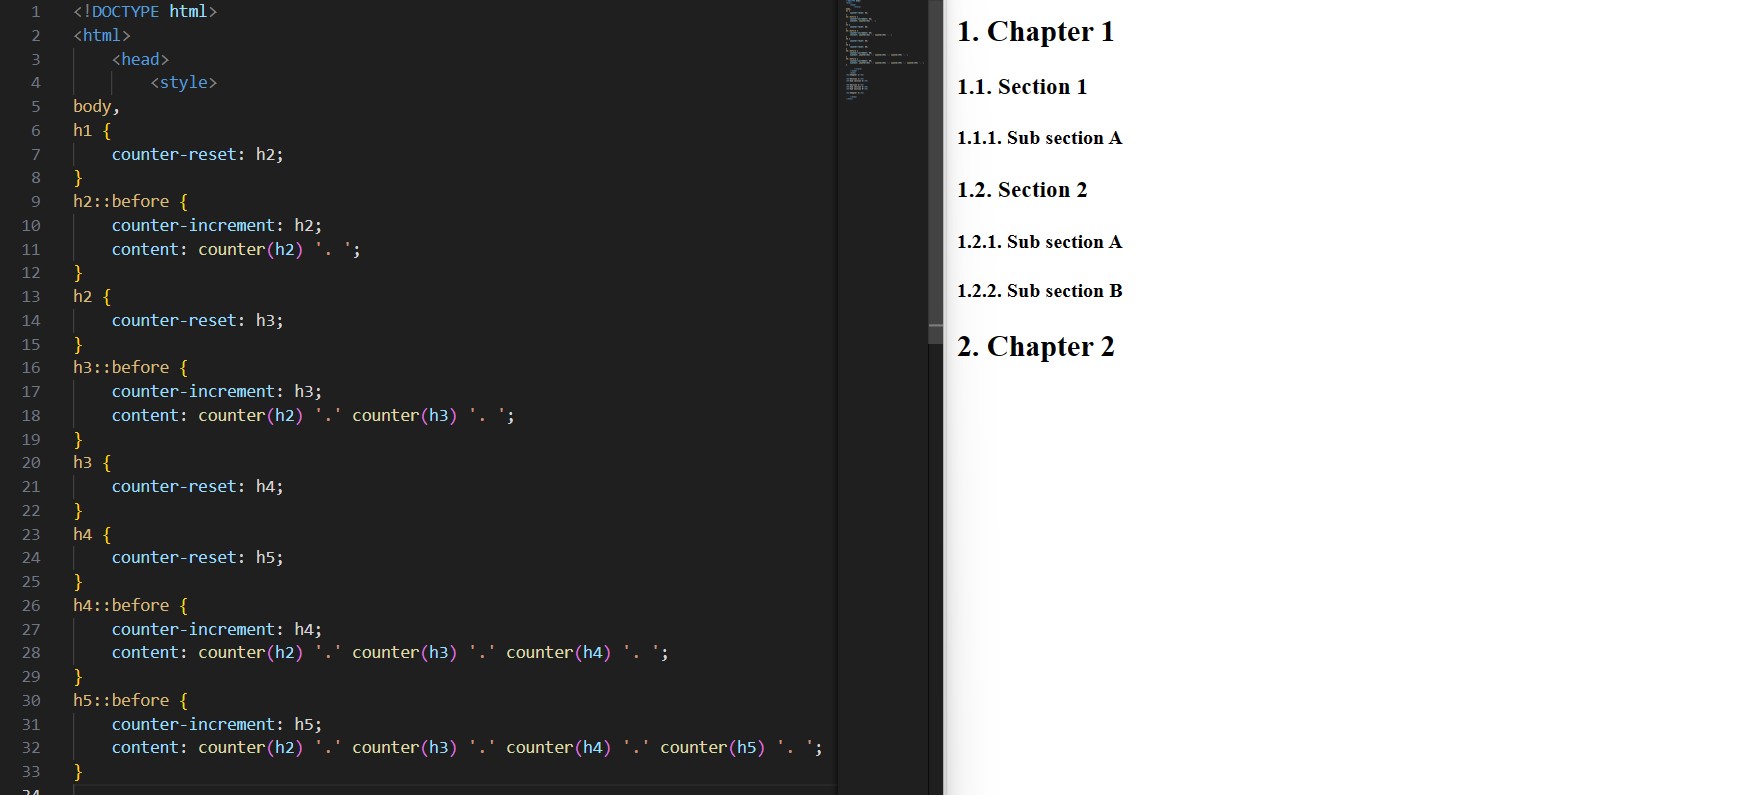 1 <!DOCTYPE html>
2 <html>
3 <head>
4 <style>
5 body,
6 h1 {
7 counter-reset: h2;
8 }
9 h2::before {
10 counter-increment: h2;
11 content: counter(h2) '. ';
12 }
13 h2 {
14 counter-reset: h3;
15 }
16 h3::before {
17 counter-increment: h3;
18 content: counter(h2) '.' counter(h3) '. ';
19 }
20 h3 {
21 counter-reset: h4;
22 }
23 h4 {
24 counter-reset: h5;
25 }
26 h4::before {
27 counter-increment: h4;
28 content: counter(h2) '.' counter(h3) '.' counter(h4) '. ';
29 }
30 h5::before {
31 counter-increment: h5;
32 content: counter(h2) '.' counter(h3) '.' counter(h4) '.' counter(h5) '. ';
33 }
34
1. Chapter 1
1.1. Section 1
1.1.1. Sub section A
1.2. Section 2
1.2.1. Sub section A
1.2.2. Sub section B
2. Chapter 2